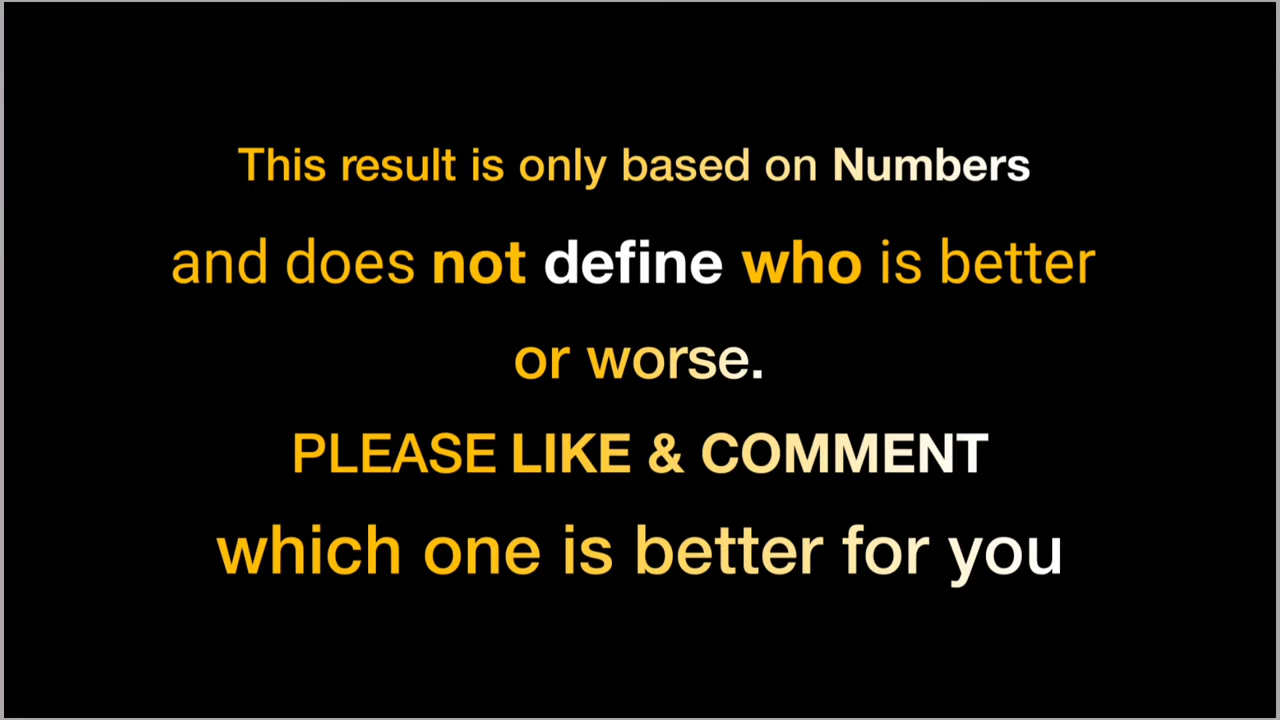 This result is only based on Numbers
and does not define who is better
or worse.
PLEASE LIKE & COMMENT
which one is better for you